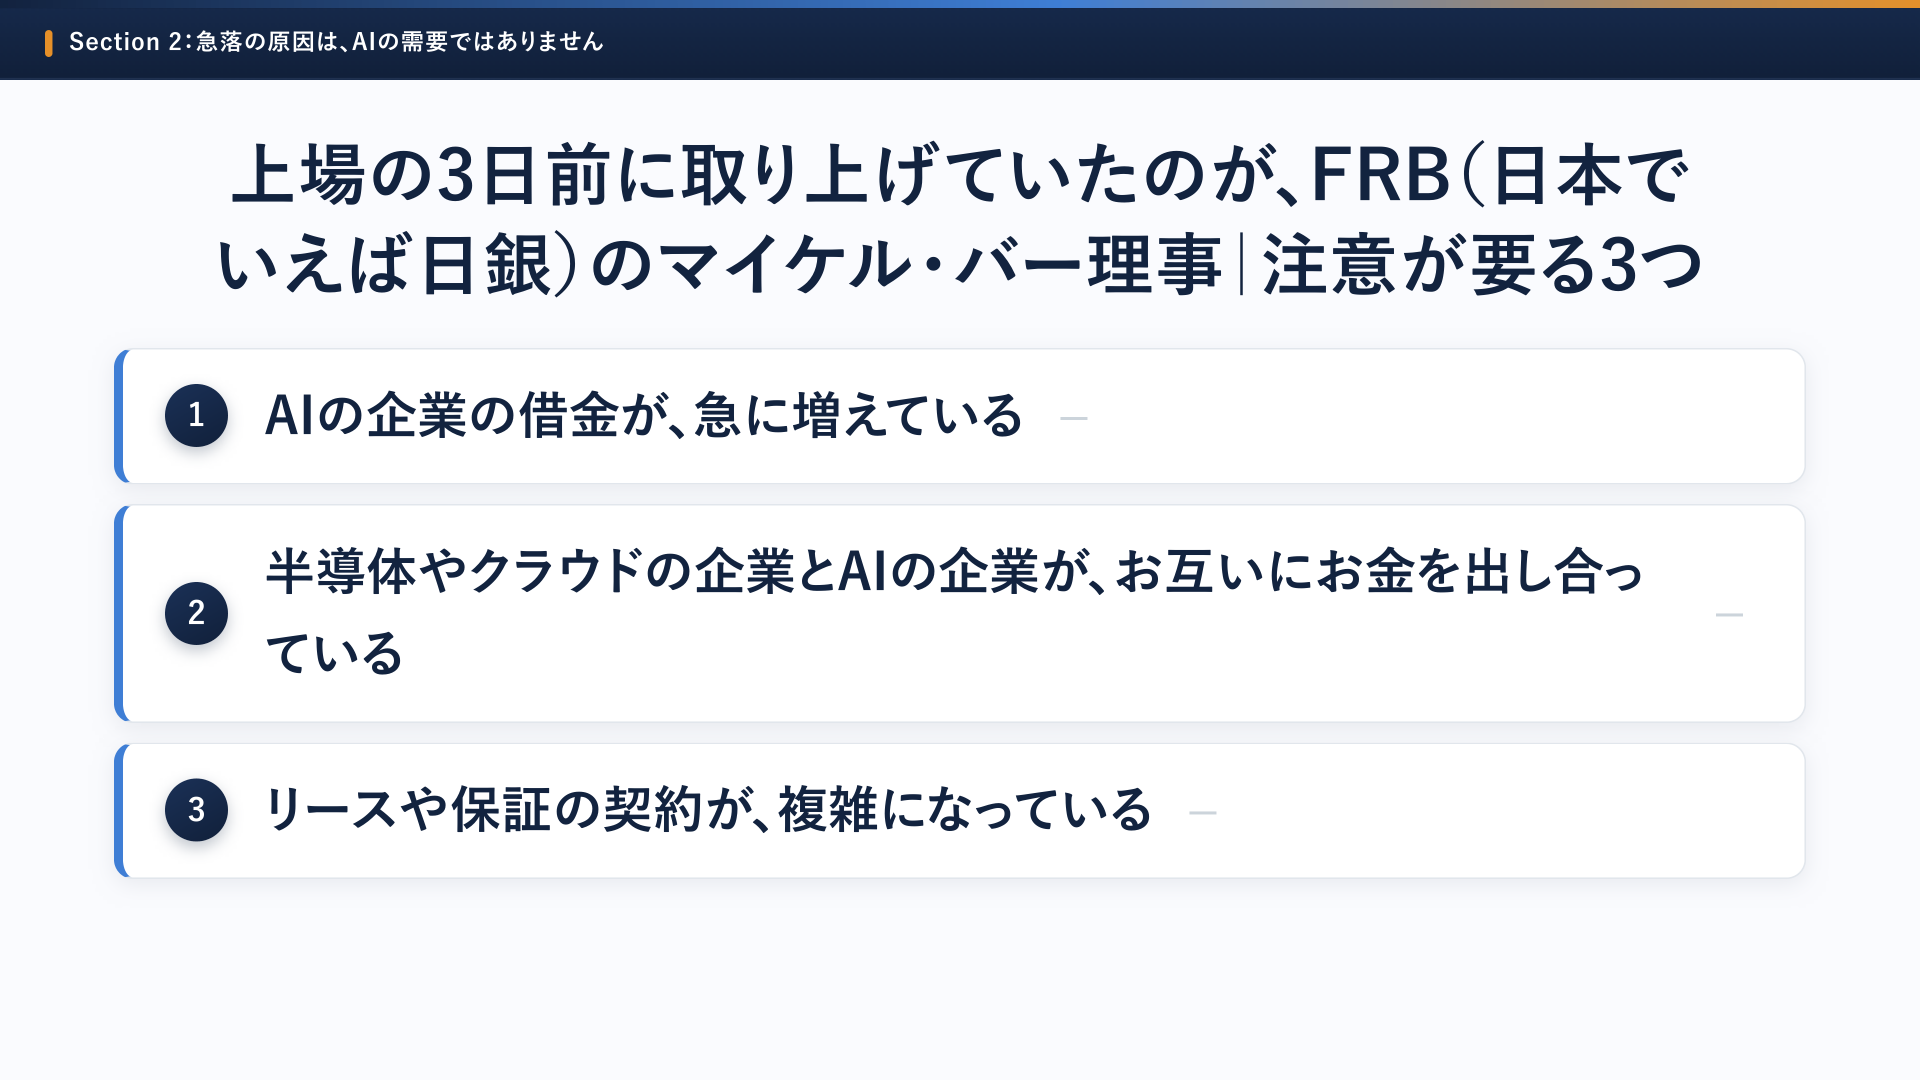 Section 2：急落の原因は、AIの需要ではありません
上場の3日前に取り上げていたのが、FRB（日本で
いえば日銀）のマイケル・バー理事｜注意が要る3つ
1 AIの企業の借金が、急に増えている —
2 半導体やクラウドの企業とAIの企業が、お互いにお金を出し合っ
ている —
3 リースや保証の契約が、複雑になっている —